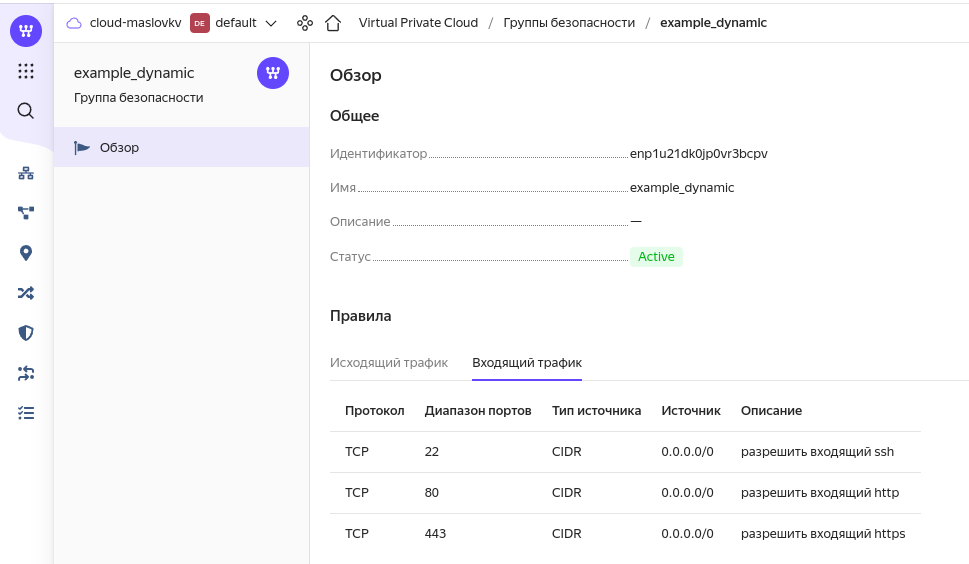 cloud-maslovkv DE default Virtual Private Cloud / Группы безопасности / example_dynamic
example_dynamic
Группа безопасности
Обзор
Обзор
Общее
Идентификатор enp1u21dk0jp0vr3bcpv
Имя example_dynamic
Описание —
Статус Active
Правила
Исходящий трафик Входящий трафик
Протокол Диапазон портов Тип источника Источник Описание
TCP 22 CIDR 0.0.0.0/0 разрешить входящий ssh
TCP 80 CIDR 0.0.0.0/0 разрешить входящий http
TCP 443 CIDR 0.0.0.0/0 разрешить входящий https